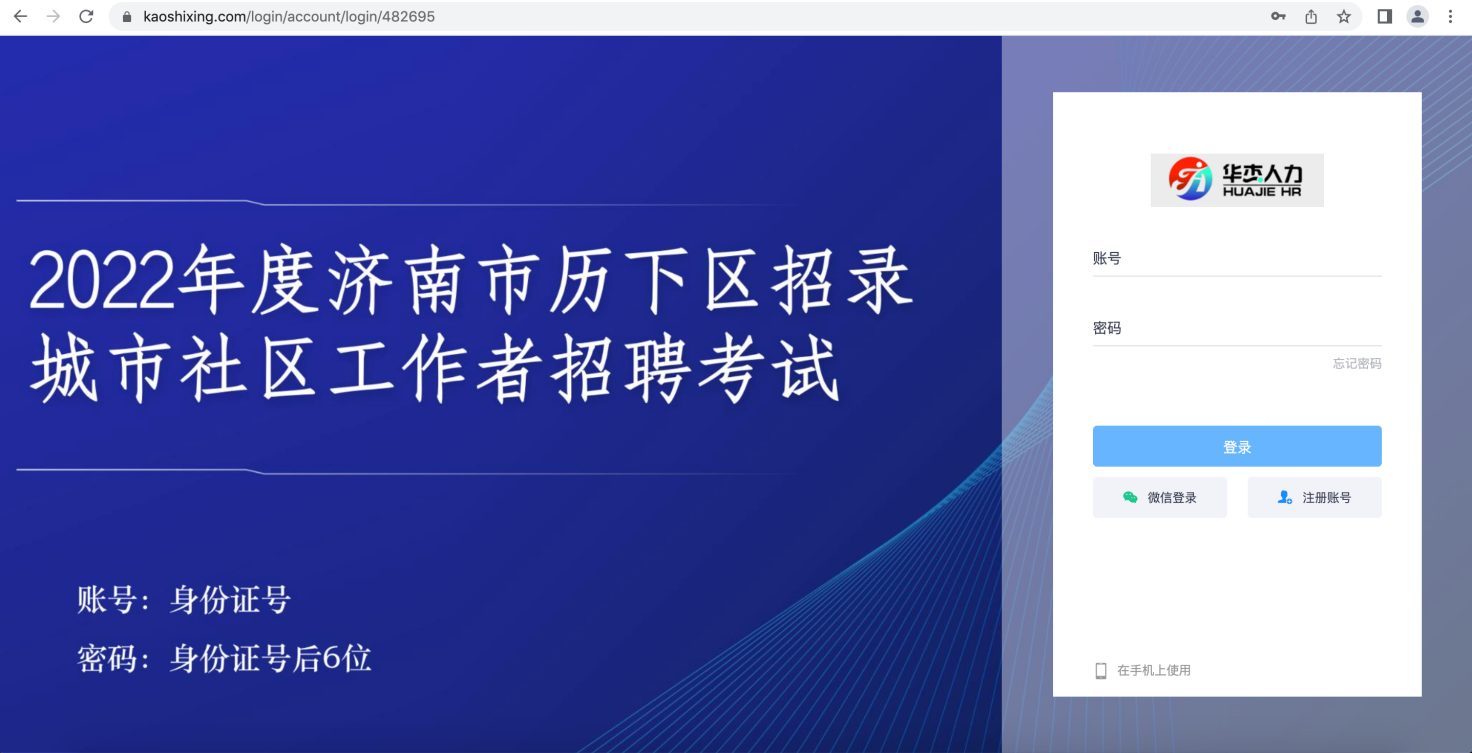 kaoshixing.com/login/account/login/482695
2022年度济南市历下区招录
城市社区工作者招聘考试
账号：身份证号
密码：身份证号后6位
华杰人力
HUAJIE HR
账号
密码
忘记密码
登录
微信登录
注册账号
在手机上使用